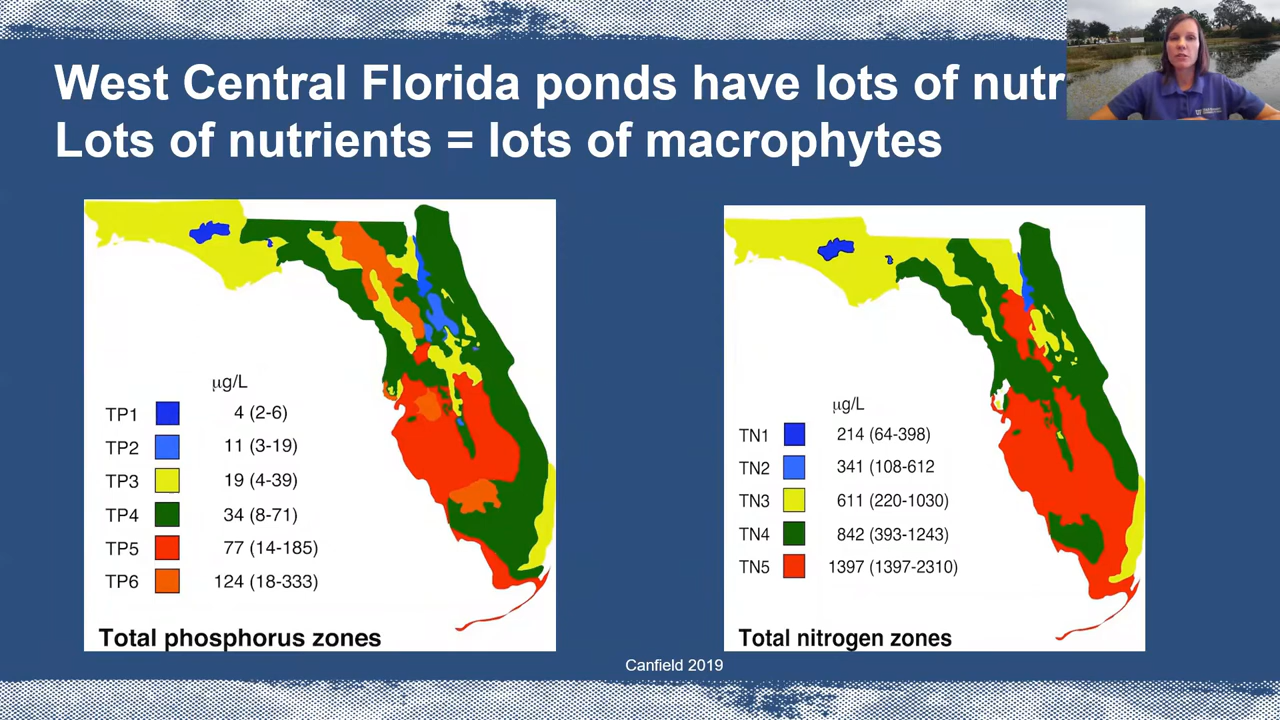 West Central Florida ponds have lots of nutr
Lots of nutrients = lots of macrophytes
µg/L
TP1 4 (2-6)
TP2 11 (3-19)
TP3 19 (4-39)
TP4 34 (8-71)
TP5 77 (14-185)
TP6 124 (18-333)
Total phosphorus zones
µg/L
TN1 214 (64-398)
TN2 341 (108-612
TN3 611 (220-1030)
TN4 842 (393-1243)
TN5 1397 (1397-2310)
Total nitrogen zones
Canfield 2019